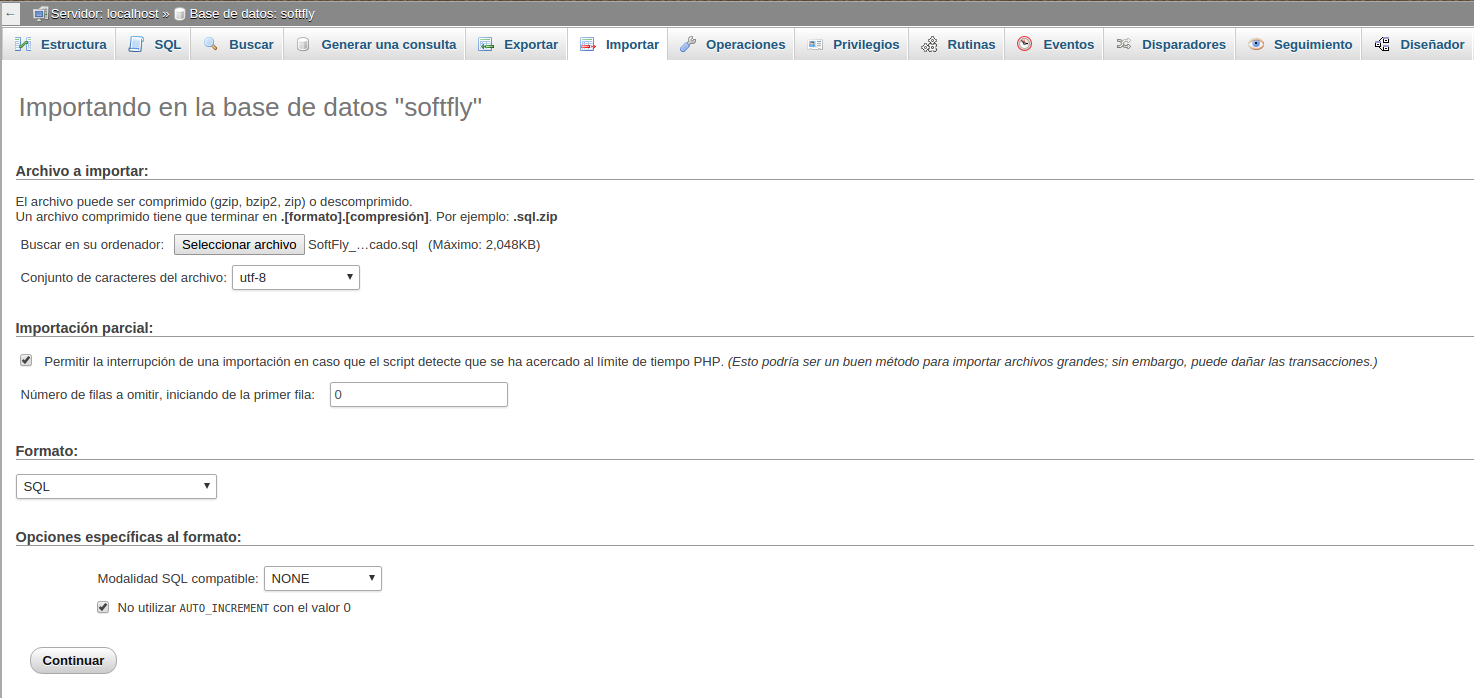 ← Servidor: localhost » Base de datos: softfly
Estructura SQL Buscar Generar una consulta Exportar Importar Operaciones Privilegios Rutinas Eventos Disparadores Seguimiento Diseñador
Importando en la base de datos "softfly"
Archivo a importar:
El archivo puede ser comprimido (gzip, bzip2, zip) o descomprimido.
Un archivo comprimido tiene que terminar en .[formato].[compresión]. Por ejemplo: .sql.zip
Buscar en su ordenador: Seleccionar archivo SoftFly_…cado.sql (Máximo: 2,048KB)
Conjunto de caracteres del archivo: utf-8
Importación parcial:
Permitir la interrupción de una importación en caso que el script detecte que se ha acercado al límite de tiempo PHP. (Esto podría ser un buen método para importar archivos grandes; sin embargo, puede dañar las transacciones.)
Número de filas a omitir, iniciando de la primer fila: 0
Formato:
SQL
Opciones específicas al formato:
Modalidad SQL compatible: NONE
No utilizar AUTO_INCREMENT con el valor 0
Continuar